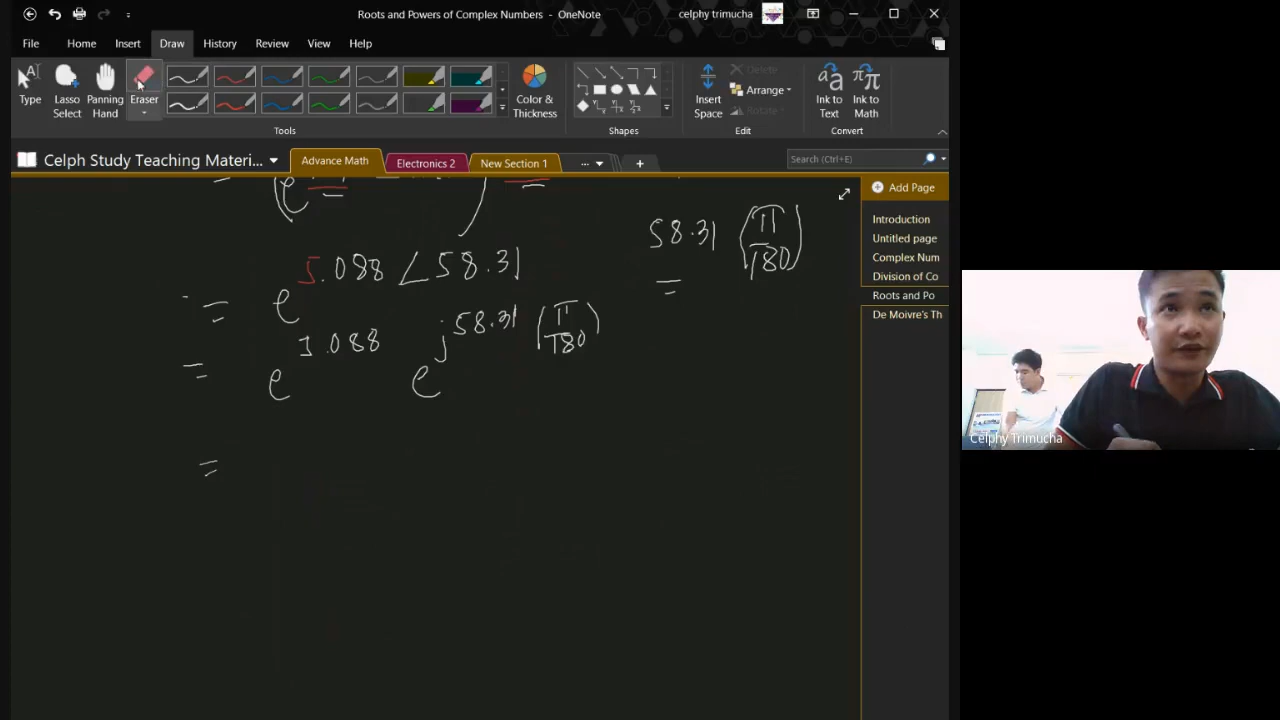 Roots and Powers of Complex Numbers - OneNote
celphy trimucha
File Home Insert Draw History Review View Help
Type
Lasso Select
Panning Hand
Eraser
Color & Thickness
Insert Space
Delete
Arrange
Rotate
Ink to Text
Ink to Math
Tools
Shapes
Edit
Convert
Celph Study Teaching Materi...
Advance Math
Electronics 2
New Section 1
...
+
Search (Ctrl+E)
Add Page
Introduction
Untitled page
Complex Num
Division of Co
Roots and Po
De Moivre's Th
58.31 (π/180)
=
= e^5.088 ∠58.31
= e^1.088 e^j58.31 (π/180)
=
Celphy Trimucha